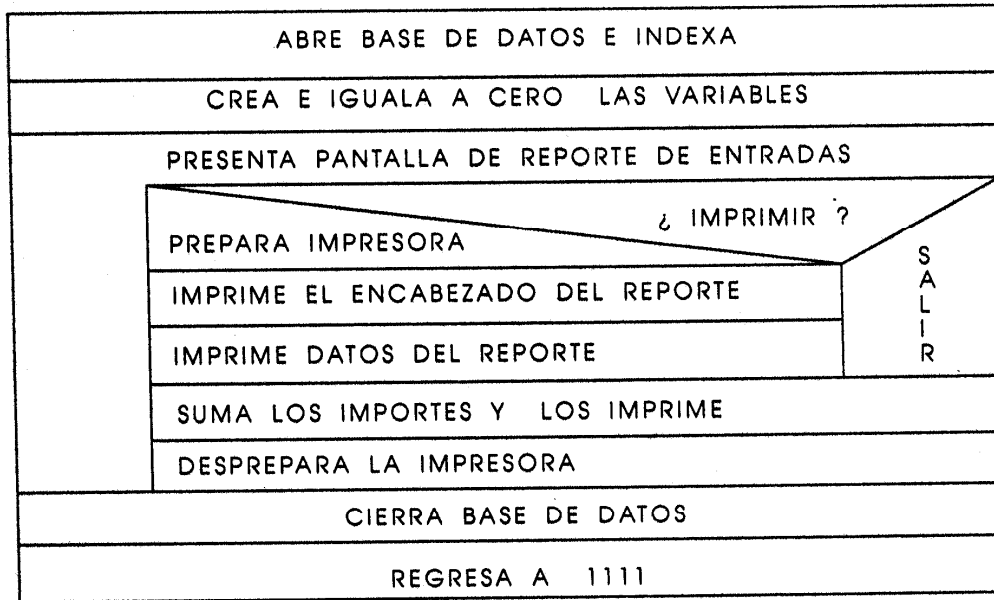 ABRE BASE DE DATOS E INDEXA
CREA E IGUALA A CERO LAS VARIABLES
PRESENTA PANTALLA DE REPORTE DE ENTRADAS
¿ IMPRIMIR ?
PREPARA IMPRESORA
IMPRIME EL ENCABEZADO DEL REPORTE
IMPRIME DATOS DEL REPORTE
SALIR
SUMA LOS IMPORTES Y LOS IMPRIME
DESPREPARA LA IMPRESORA
CIERRA BASE DE DATOS
REGRESA A 1111